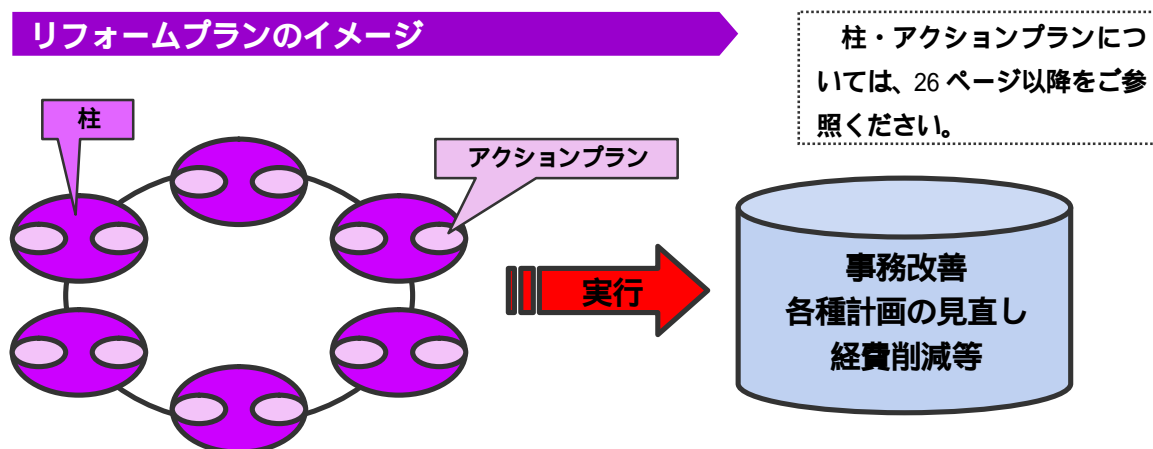 リフォームプランのイメージ
柱・アクションプランにつ
いては、26 ページ以降をご参
照ください。
柱
アクションプラン
実行
事務改善
各種計画の見直し
経費削減等